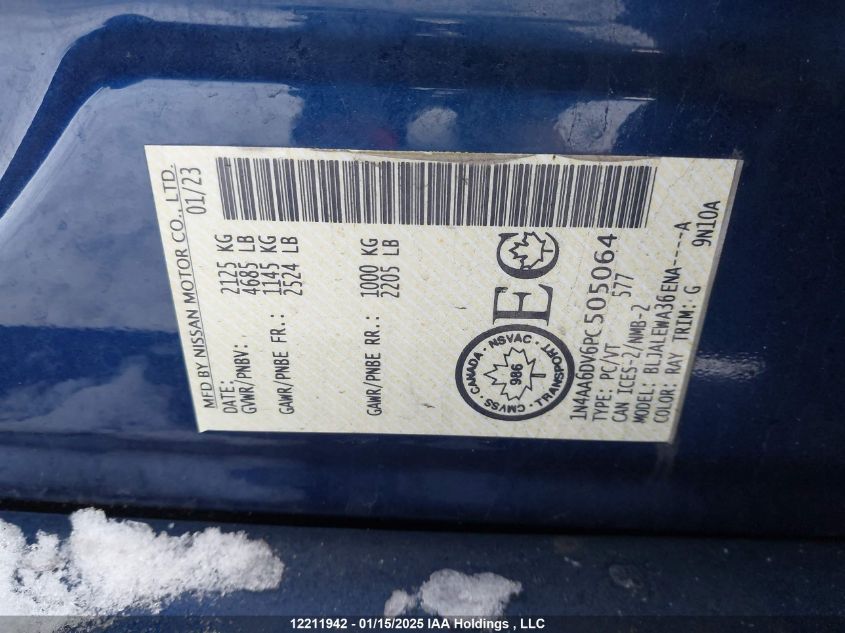 MFD BY NISSAN MOTOR CO., LTD.
DATE: 01/23
GVWR/PNBV: 2125 KG
4685 LB
GAWR/PNBE FR.: 1145 KG
2524 LB
GAWR/PNBE RR.: 1000 KG
2205 LB
CANADA · NSVAC · TRANSPORT · CMVSS ·
986
EC
1N4AA6DV6PC505064
TYPE: PC/VT 577
CAN ICES-2/NMB-2
MODEL: BLJALEWA36ENA-----A
COLOR: RAY TRIM: G 9N10A
12211942 - 01/15/2025 IAA Holdings , LLC